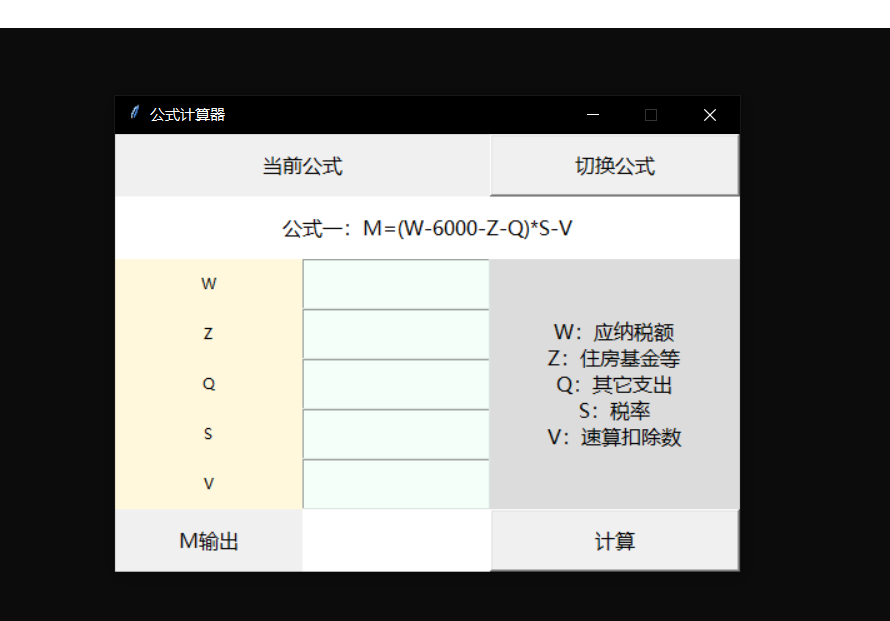 公式计算器
当前公式
切换公式
公式一：M=(W-6000-Z-Q)*S-V
W
Z
Q
S
V
W：应纳税额
Z：住房基金等
Q：其它支出
S：税率
V：速算扣除数
M输出
计算